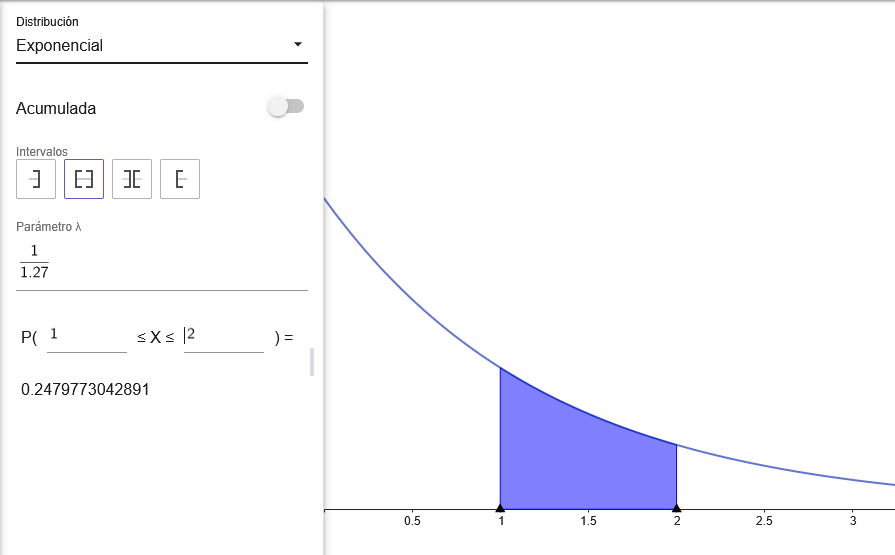 Distribución
Exponencial
Acumulada
Intervalos
Parámetro λ
1
1.27
P( 1 ≤ X ≤ 2 ) =
0.2479773042891
0.5 1 1.5 2 2.5 3